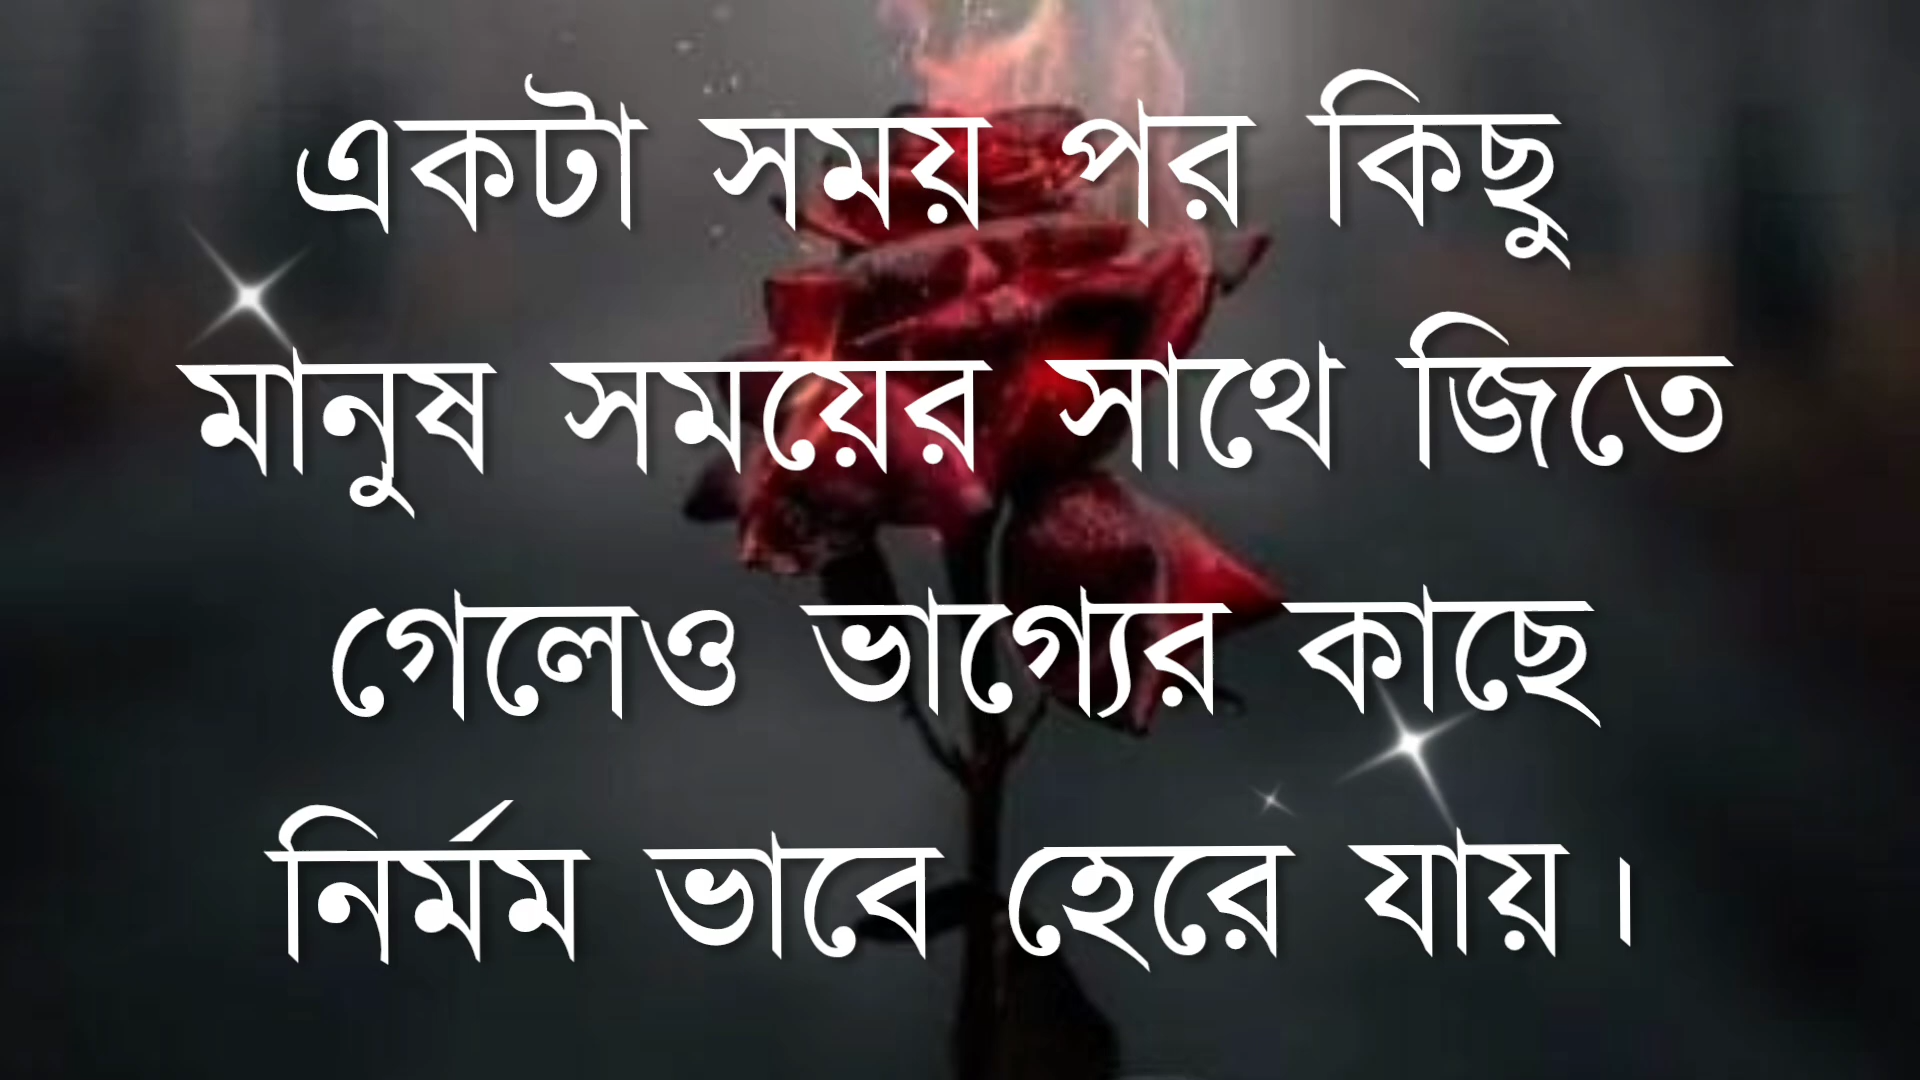 একটা সময় পর কিছু
মানুষ সময়ের সাথে জিতে
গেলেও ভাগ্যের কাছে
নির্মম ভাবে হেরে যায়।